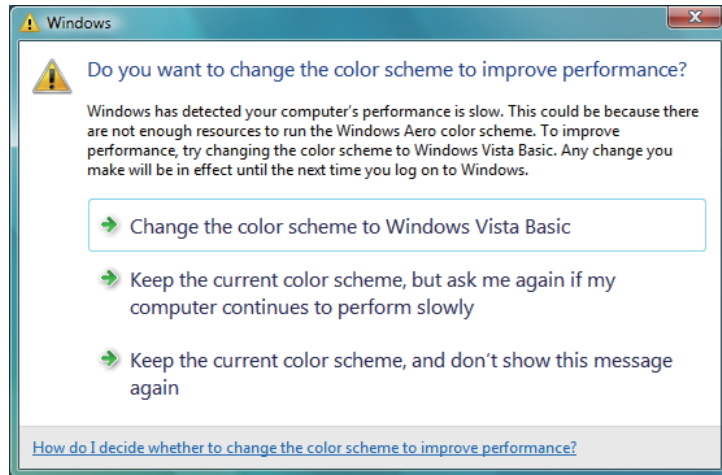 Windows
Do you want to change the color scheme to improve performance?
Windows has detected your computer's performance is slow. This could be because there
are not enough resources to run the Windows Aero color scheme. To improve
performance, try changing the color scheme to Windows Vista Basic. Any change you
make will be in effect until the next time you log on to Windows.
Change the color scheme to Windows Vista Basic
Keep the current color scheme, but ask me again if my
computer continues to perform slowly
Keep the current color scheme, and don't show this message
again
How do I decide whether to change the color scheme to improve performance?